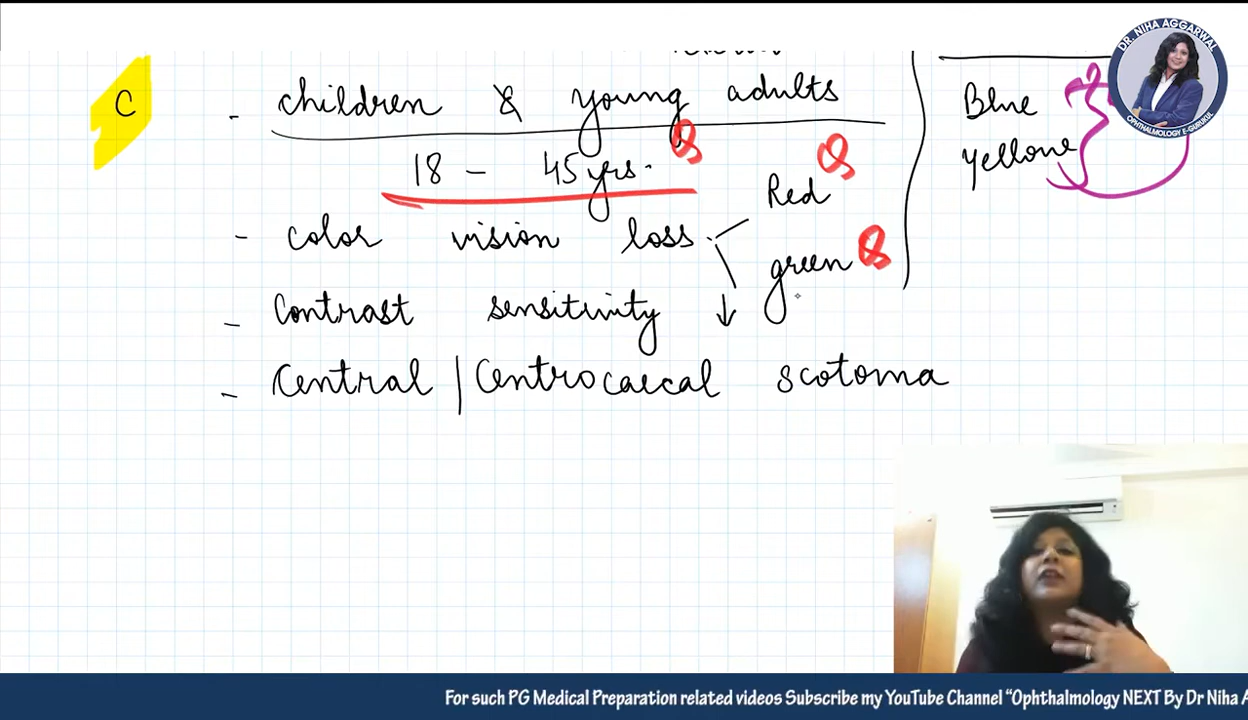 C
- children & young adults
18 - 45 yrs.
- color vision loss
Red
green
- Contrast sensitivity ↓
- Central | Centrocaecal scotoma
Blue
Yellow
DR. NIHA AGGARWAL
OPHTHALMOLOGY E-GURUKUL
For such PG Medical Preparation related videos Subscribe my YouTube Channel “Ophthalmology NEXT By Dr Niha A